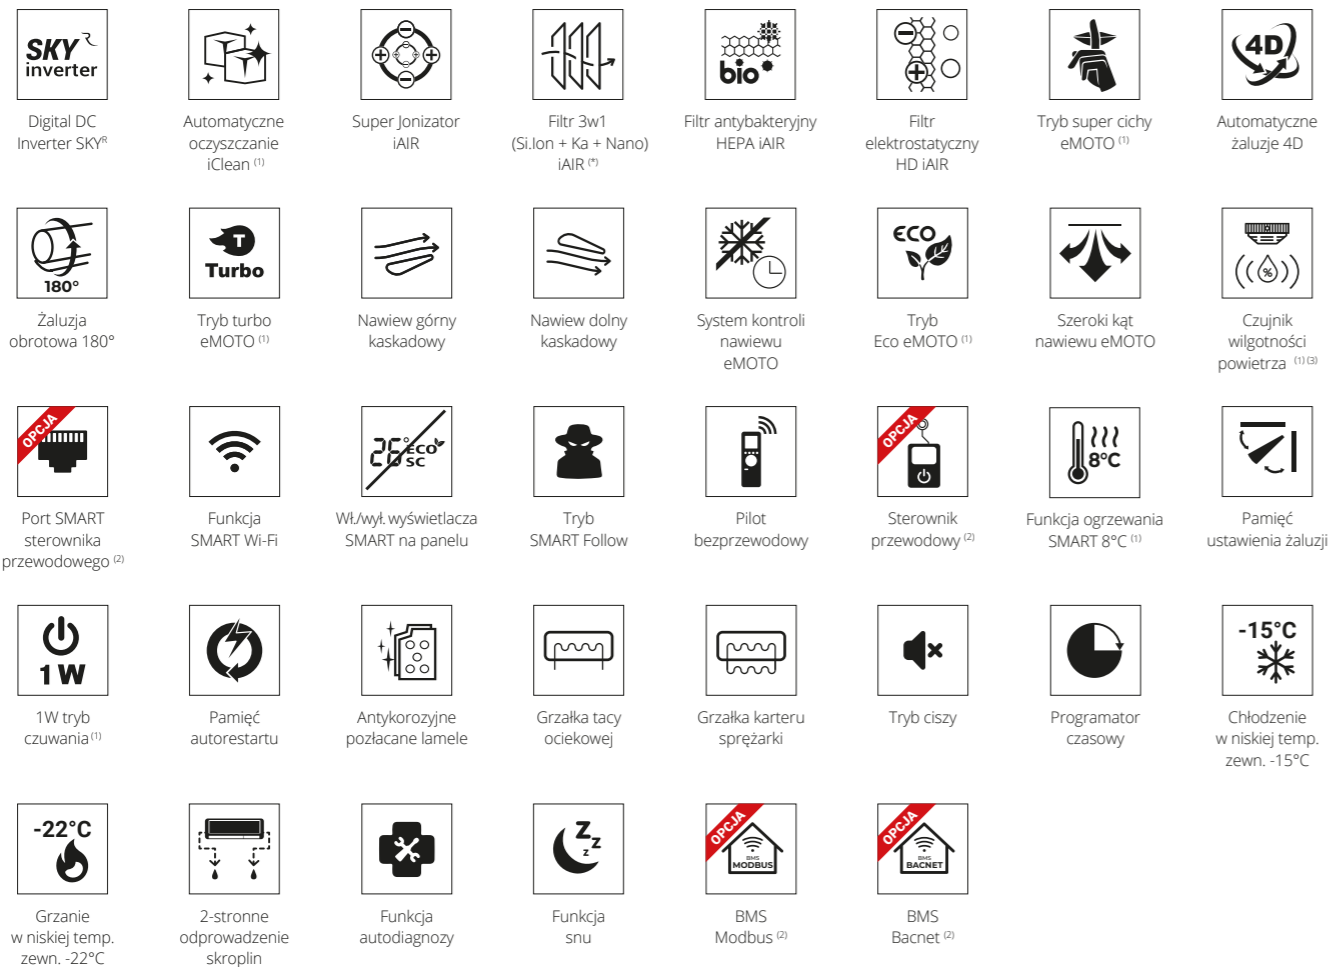 SKY R
inverter
Digital DC
Inverter SKYᴿ
Automatyczne
oczyszczanie
iClean (1)
Super Jonizator
iAIR
Filtr 3w1
(Si.Ion + Ka + Nano)
iAIR (*)
bio
Filtr antybakteryjny
HEPA iAIR
Filtr
elektrostatyczny
HD iAIR
Tryb super cichy
eMOTO (1)
4D
Automatyczne
żaluzje 4D
180°
Żaluzja
obrotowa 180°
T
Turbo
Tryb turbo
eMOTO (1)
Nawiew górny
kaskadowy
Nawiew dolny
kaskadowy
System kontroli
nawiewu
eMOTO
ECO
Tryb
Eco eMOTO (1)
Szeroki kąt
nawiewu eMOTO
%
Czujnik
wilgotności
powietrza (1) (3)
OPCJA
Port SMART
sterownika
przewodowego (2)
Funkcja
SMART Wi-Fi
26° ECO
SC
Wł./wył. wyświetlacza
SMART na panelu
Tryb
SMART Follow
Pilot
bezprzewodowy
OPCJA
Sterownik
przewodowy (2)
8°C
Funkcja ogrzewania
SMART 8°C (1)
Pamięć
ustawienia żaluzji
1W
1W tryb
czuwania (1)
Pamięć
autorestartu
Antykorozyjne
pozłacane lamele
Grzałka tacy
ociekowej
Grzałka karteru
sprężarki
Tryb ciszy
Programator
czasowy
-15°C
Chłodzenie
w niskiej temp.
zewn. -15°C
-22°C
Grzanie
w niskiej temp.
zewn. -22°C
2-stronne
odprowadzenie
skroplin
Funkcja
autodiagnozy
Z z z
Funkcja
snu
OPCJA
BMS
MODBUS
BMS
Modbus (2)
OPCJA
BMS
BACNET
BMS
Bacnet (2)